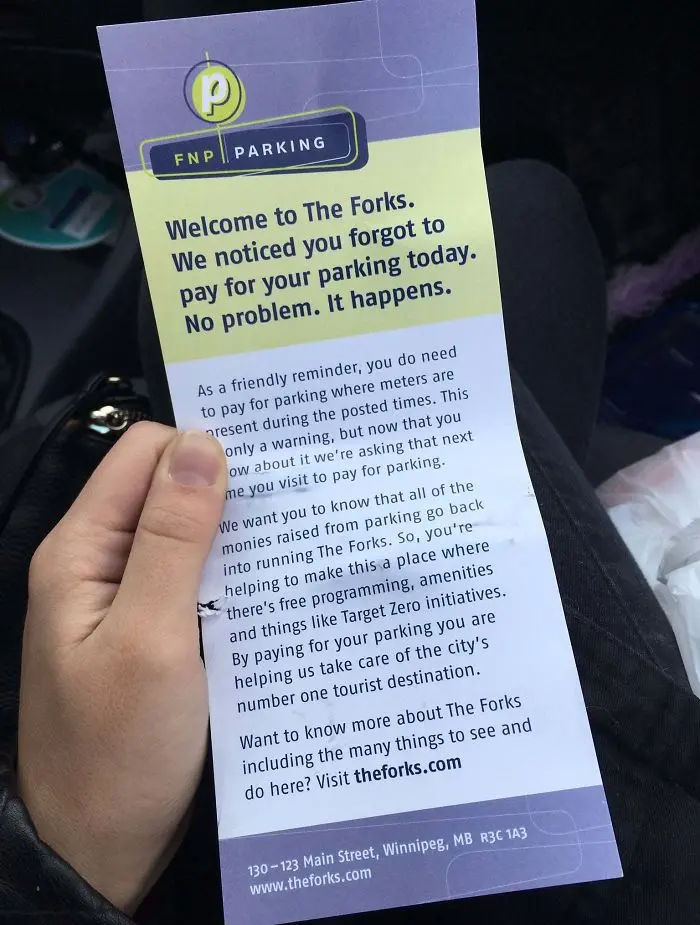 p
FNP PARKING
Welcome to The Forks.
We noticed you forgot to
pay for your parking today.
No problem. It happens.
As a friendly reminder, you do need
to pay for parking where meters are
present during the posted times. This
only a warning, but now that you
ow about it we're asking that next
me you visit to pay for parking.
We want you to know that all of the
monies raised from parking go back
into running The Forks. So, you're
helping to make this a place where
there's free programming, amenities
and things like Target Zero initiatives.
By paying for your parking you are
helping us take care of the city's
number one tourist destination.
Want to know more about The Forks
including the many things to see and
do here? Visit theforks.com
130–123 Main Street, Winnipeg, MB R3C 1A3
www.theforks.com